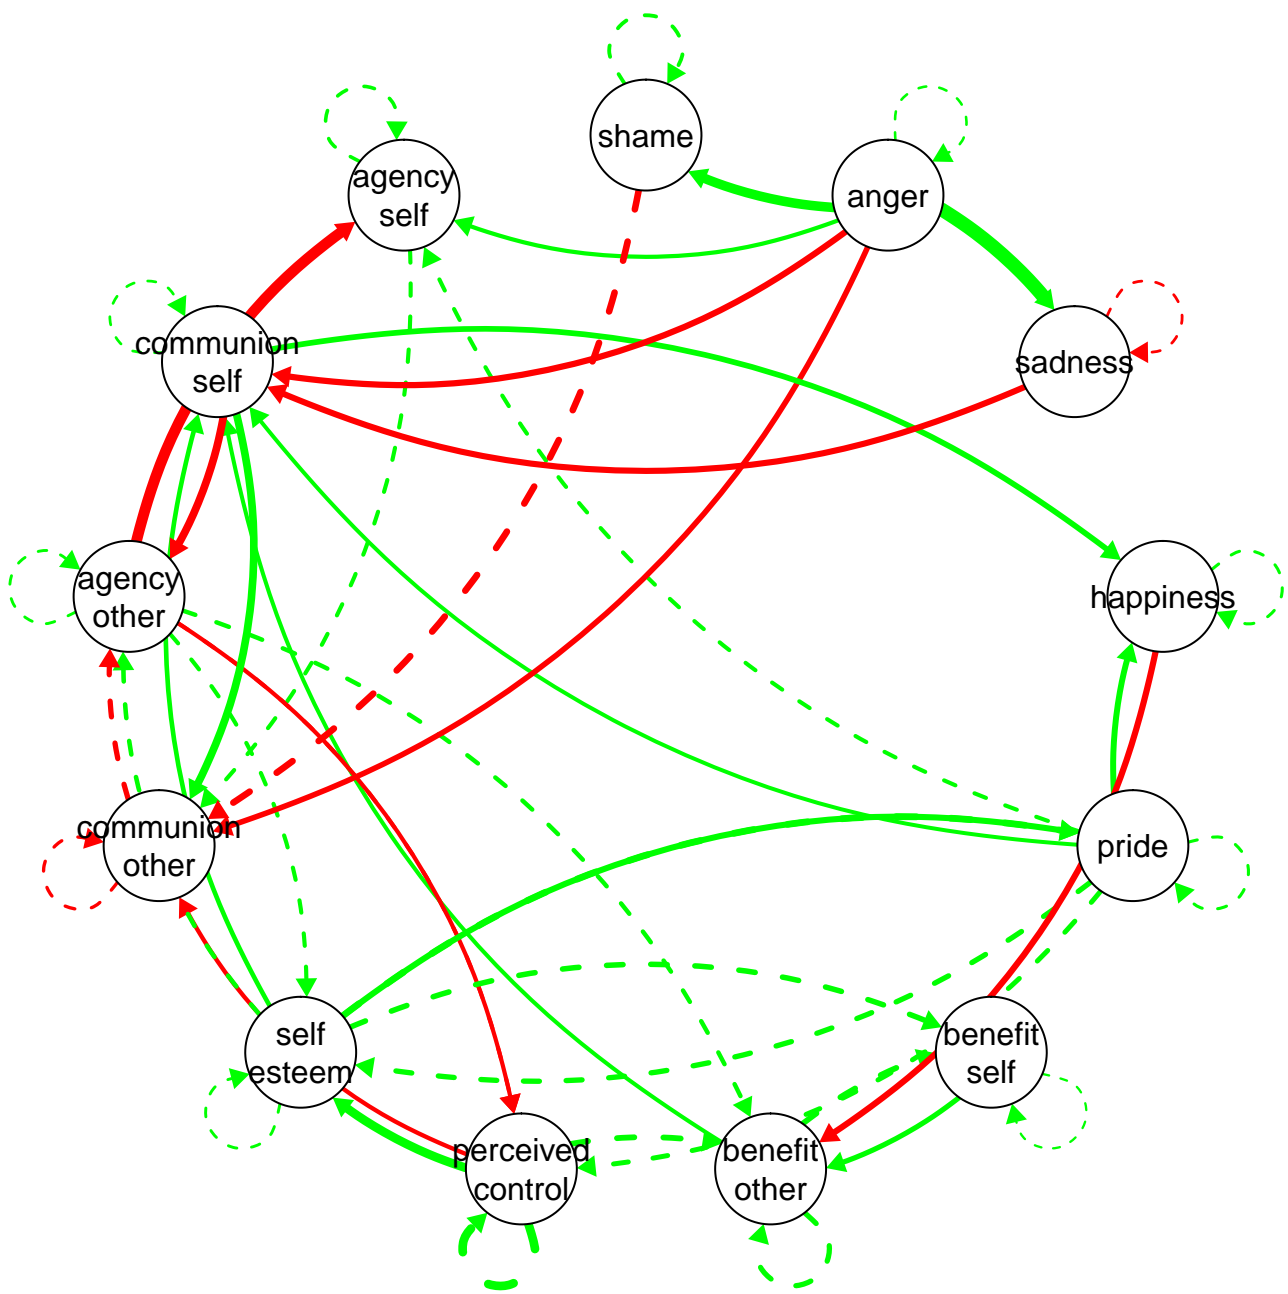 shame
anger
agency
self
communion
self
sadness
agency
other
happiness
communion
other
pride
self
esteem
benefit
self
perceived
control
benefit
other